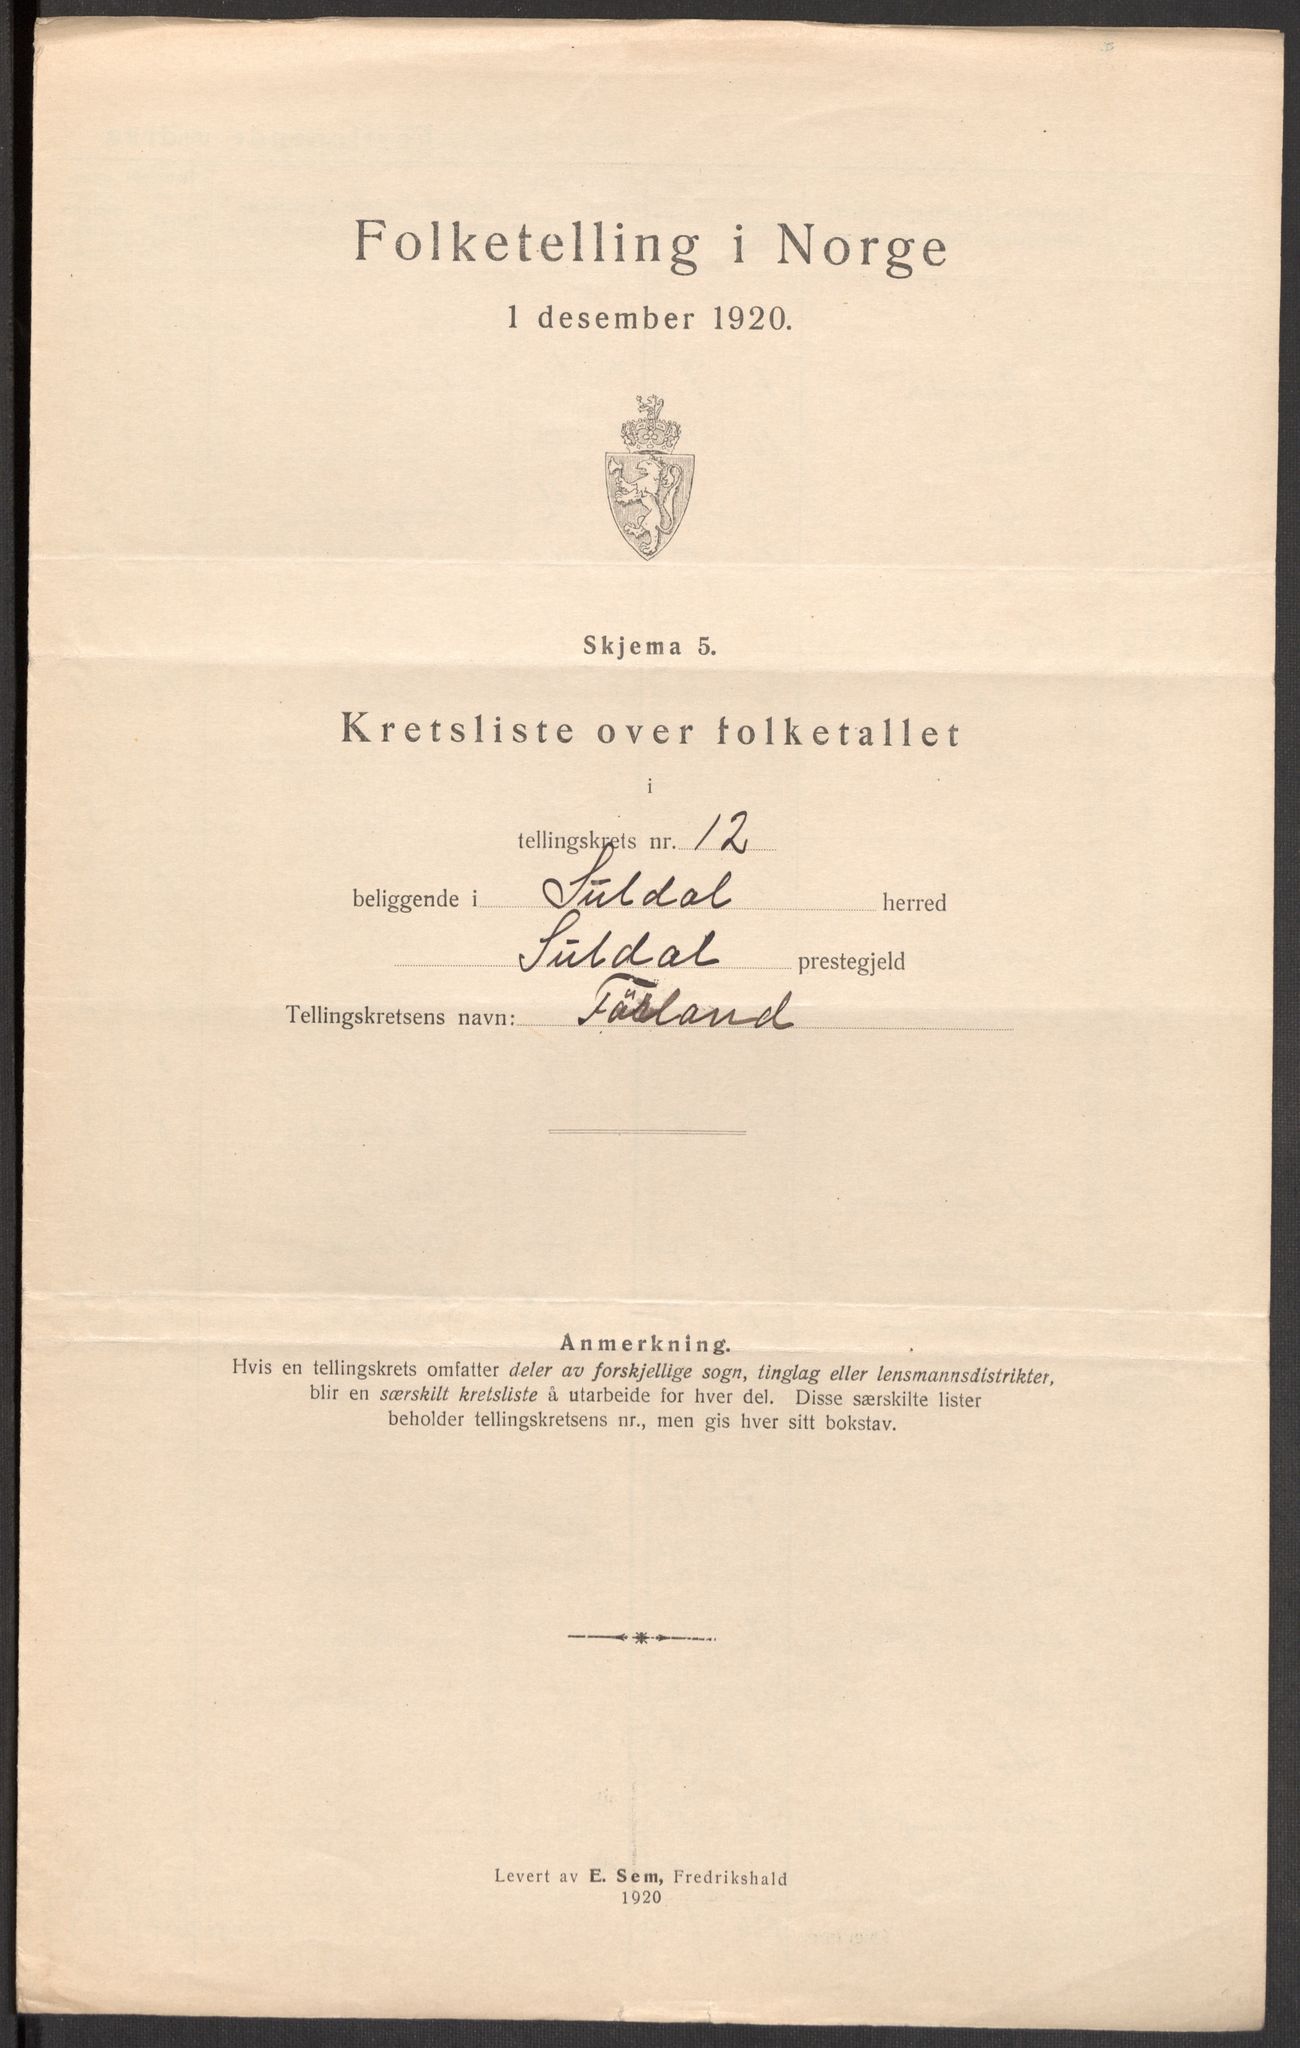 Folketelling i Norge
1 desember 1920.
Skjema 5.
Kretsliste over folketallet
i
tellingskrets nr. 12
beliggende i Suldal herred
Suldal prestegjeld
Tellingskretsens navn:
Anmerkning.
Hvis en tellingskrets omfatter deler av forskjellige sogn, tinglag eller lensmannsdistrikter,
blir en særskilt kretsliste å utarbeide for hver del. Disse særskilte lister
beholder tellingskretsens nr., men gis hver sitt bokstav.
Levert av E. Sem, Fredrikshald
1920